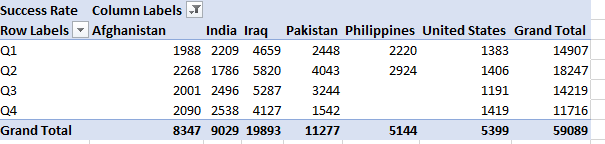 Success Rate Column Labels
Row Labels Afghanistan India Iraq Pakistan Philippines United States Grand Total
Q1 1988 2209 4659 2448 2220 1383 14907
Q2 2268 1786 5820 4043 2924 1406 18247
Q3 2001 2496 5287 3244 1191 14219
Q4 2090 2538 4127 1542 1419 11716
Grand Total 8347 9029 19893 11277 5144 5399 59089